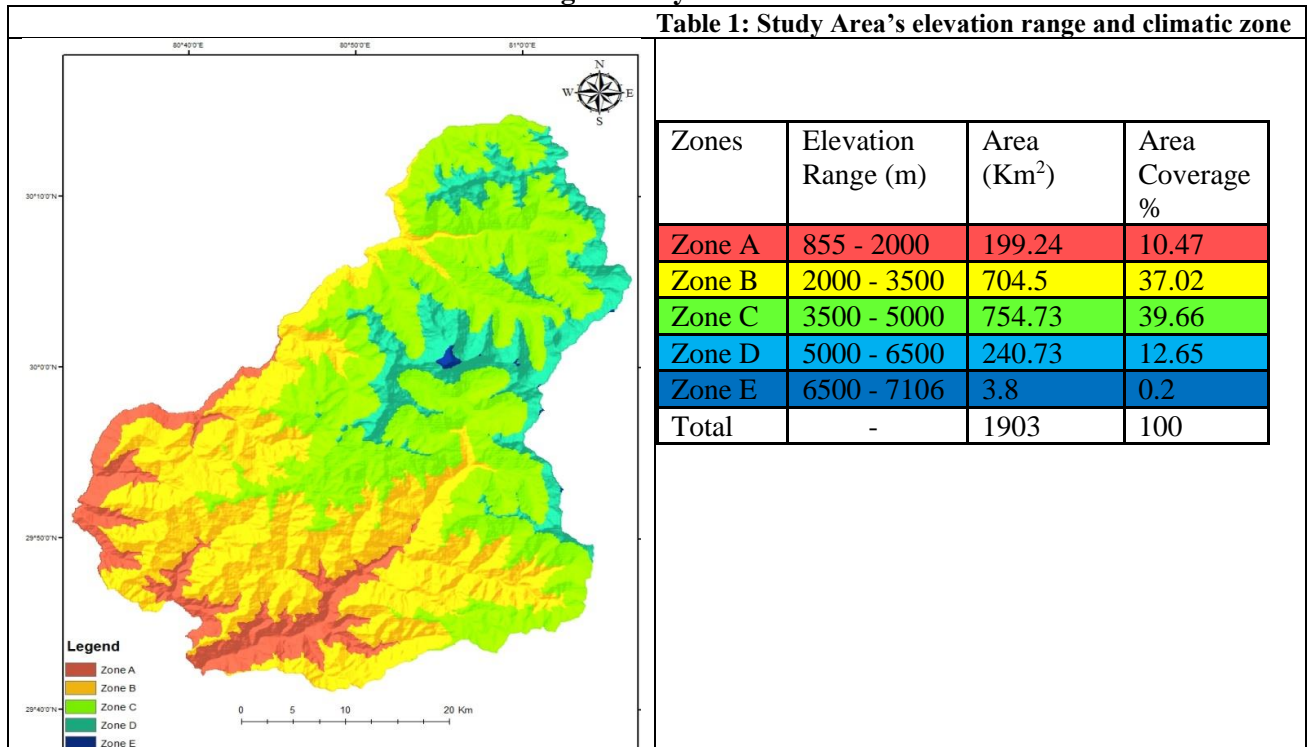 Table 1: Study Area's elevation range and climatic zone
80°40'0"E 80°50'0"E 81°0'0"E
N
W E
S
30°10'0"N
30°0'0"N
29°50'0"N
29°40'0"N
Legend
Zone A
Zone B
Zone C
Zone D
Zone E
0 5 10 20 Km
Zones Elevation Range (m) Area (Km²) Area Coverage %
Zone A 855 - 2000 199.24 10.47
Zone B 2000 - 3500 704.5 37.02
Zone C 3500 - 5000 754.73 39.66
Zone D 5000 - 6500 240.73 12.65
Zone E 6500 - 7106 3.8 0.2
Total - 1903 100